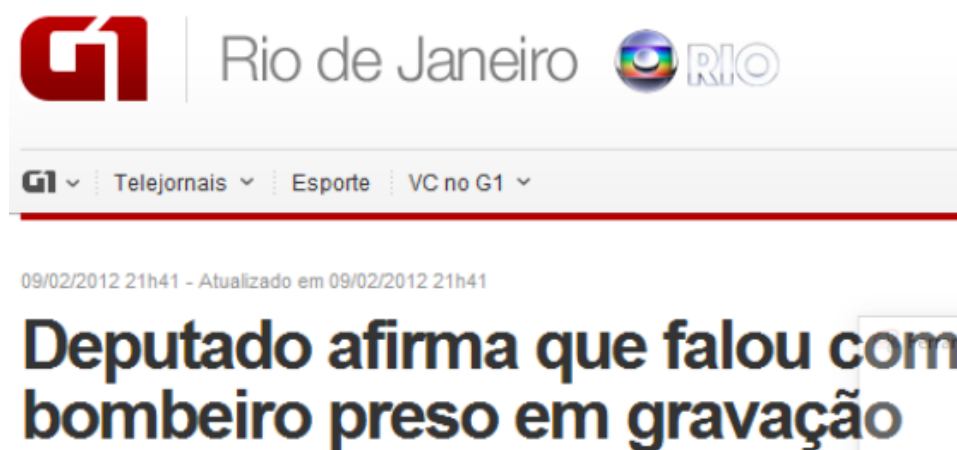 G1 Rio de Janeiro RIO
G1 Telejornais Esporte VC no G1
09/02/2012 21h41 - Atualizado em 09/02/2012 21h41
Deputado afirma que falou com
bombeiro preso em gravação